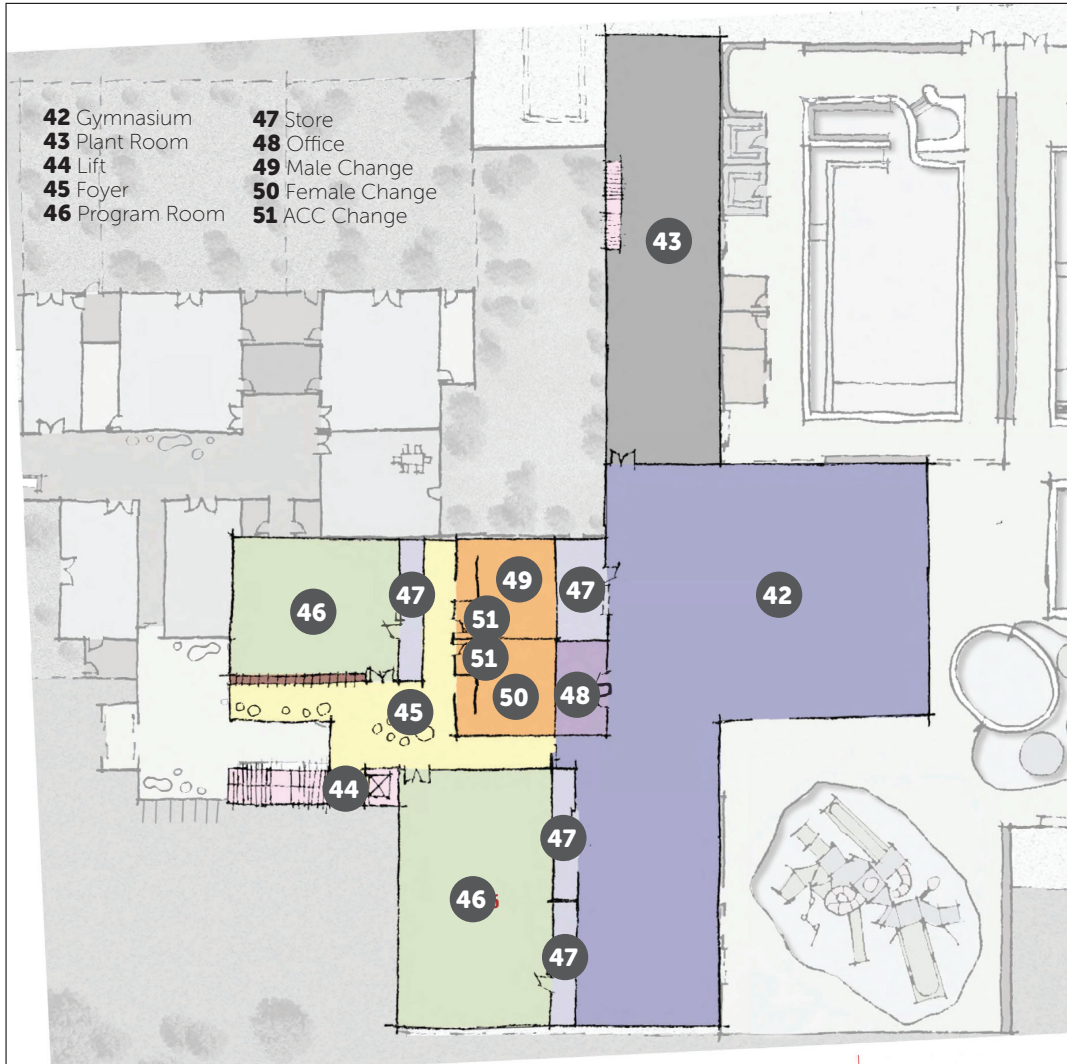 42 Gymnasium
43 Plant Room
44 Lift
45 Foyer
46 Program Room
47 Store
48 Office
49 Male Change
50 Female Change
51 ACC Change
43
42
49
47
47
46
51
51
48
50
45
44
47
46
47